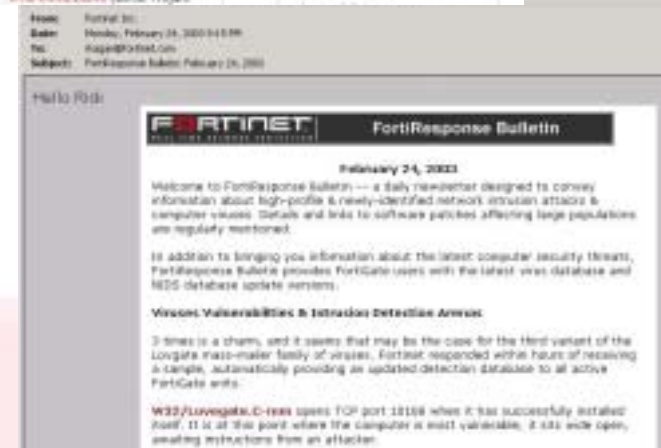 From: Fortinet Inc.
Date: Monday, February 24, 2003 5:15 PM
To:
Subject: FortiResponse Bulletin: February 24, 2003
Hello Rick
FORTINET
FortiResponse Bulletin
February 24, 2003
Welcome to FortiResponse Bulletin -- a daily newsletter designed to convey
information about high-profile & newly-identified network intrusion attacks &
computer viruses. Details and links to software patches affecting large populations
are regularly mentioned.
In addition to bringing you information about the latest computer security threats,
FortiResponse Bulletin provides FortiGate users with the latest virus database and
NIDS database update versions.
Viruses Vulnerabilities & Intrusion Detection Arenas
3 times is a charm, and it seems that may be the case for the third variant of the
Lovgate mass-mailer family of viruses. Fortinet responded within hours of receiving
a sample, automatically providing an updated detection database to all active
FortiGate units.
W32/Lovegate.C-mm opens TCP port 10168 when it has successfully installed
itself. It is at this point where the computer is most vulnerable, it sits wide open,
awaiting instructions from an attacker.